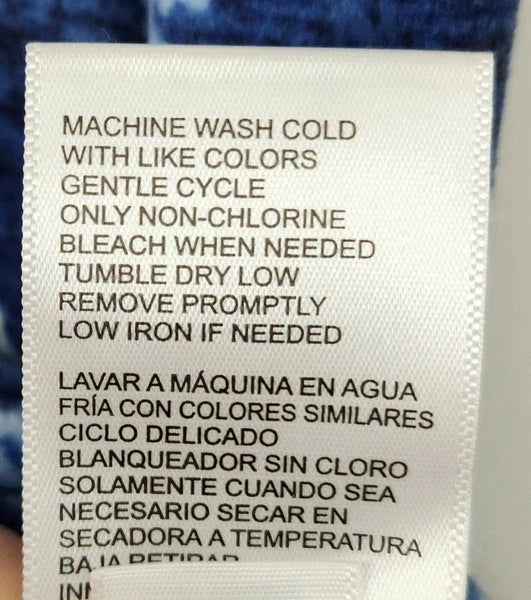 MACHINE WASH COLD
WITH LIKE COLORS
GENTLE CYCLE
ONLY NON-CHLORINE
BLEACH WHEN NEEDED
TUMBLE DRY LOW
REMOVE PROMPTLY
LOW IRON IF NEEDED
LAVAR A MÁQUINA EN AGUA
FRÍA CON COLORES SIMILARES
CICLO DELICADO
BLANQUEADOR SIN CLORO
SOLAMENTE CUANDO SEA
NECESARIO SECAR EN
SECADORA A TEMPERATURA
BAJA RETIRAR